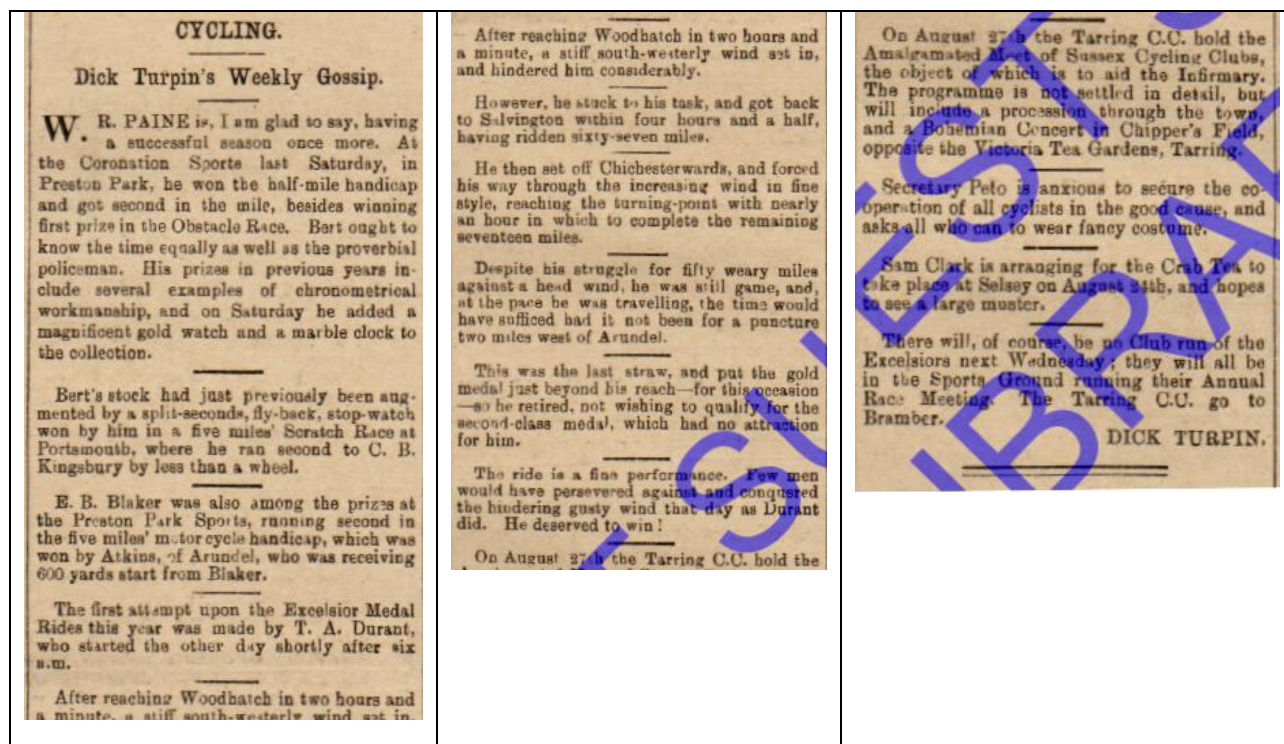 CYCLING.
Dick Turpin's Weekly Gossip.
W. R. PAINE is, I am glad to say, having
a successful season once more. At
the Coronation Sports last Saturday, in
Preston Park, he won the half-mile handicap
and got second in the mile, besides winning
first prize in the Obstacle Race. Bert ought to
know the time equally as well as the proverbial
policeman. His prizes in previous years in-
clude several examples of chronometrical
workmanship, and on Saturday he added a
magnificent gold watch and a marble clock to
the collection.
Bert's stock had just previously been aug-
mented by a split-seconds, fly-back, stop-watch
won by him in a five miles' Scratch Race at
Portsmouth, where he ran second to C. B.
Kingsbury by less than a wheel.
E. B. Blaker was also among the prizes at
the Preston Park Sports, running second in
the five miles' motor cycle handicap, which was
won by Atkins, of Arundel, who was receiving
600 yards start from Blaker.
The first attempt upon the Excelsior Medal
Rides this year was made by T. A. Durant,
who started the other day shortly after six
a.m.
After reaching Woodhatch in two hours and
a minute, a stiff south-westerly wind set in,
After reaching Woodhatch in two hours and
a minute, a stiff south-westerly wind set in,
and hindered him considerably.
However, he stuck to his task, and got back
to Salvington within four hours and a half,
having ridden sixty-seven miles.
He then set off Chichesterwards, and forced
his way through the increasing wind in fine
style, reaching the turning-point with nearly
an hour in which to complete the remaining
seventeen miles.
Despite his struggle for fifty weary miles
against a head wind, he was still game, and,
at the pace he was travelling, the time would
have sufficed had it not been for a puncture
two miles west of Arundel.
This was the last straw, and put the gold
medal just beyond his reach—for this occasion
—so he retired, not wishing to qualify for the
second-class medal, which had no attraction
for him.
The ride is a fine performance. Few men
would have persevered against and conquered
the hindering gusty wind that day as Durant
did. He deserved to win!
On August 27th the Tarring C.C. hold the
On August 27th the Tarring C.C. hold the
Amalgamated Meet of Sussex Cycling Clubs,
the object of which is to aid the Infirmary.
The programme is not settled in detail, but
will include a procession through the town,
and a Bohemian Concert in Chipper's Field,
opposite the Victoria Tea Gardens, Tarring.
Secretary Peto is anxious to secure the co-
operation of all cyclists in the good cause, and
asks all who can to wear fancy costume.
Sam Clark is arranging for the Crab Tea to
take place at Selsey on August 24th, and hopes
to see a large muster.
There will, of course, be no Club run of the
Excelsiors next Wednesday; they will all be
in the Sports Ground running their Annual
Race Meeting. The Tarring C.C. go to
Bramber.
DICK TURPIN.